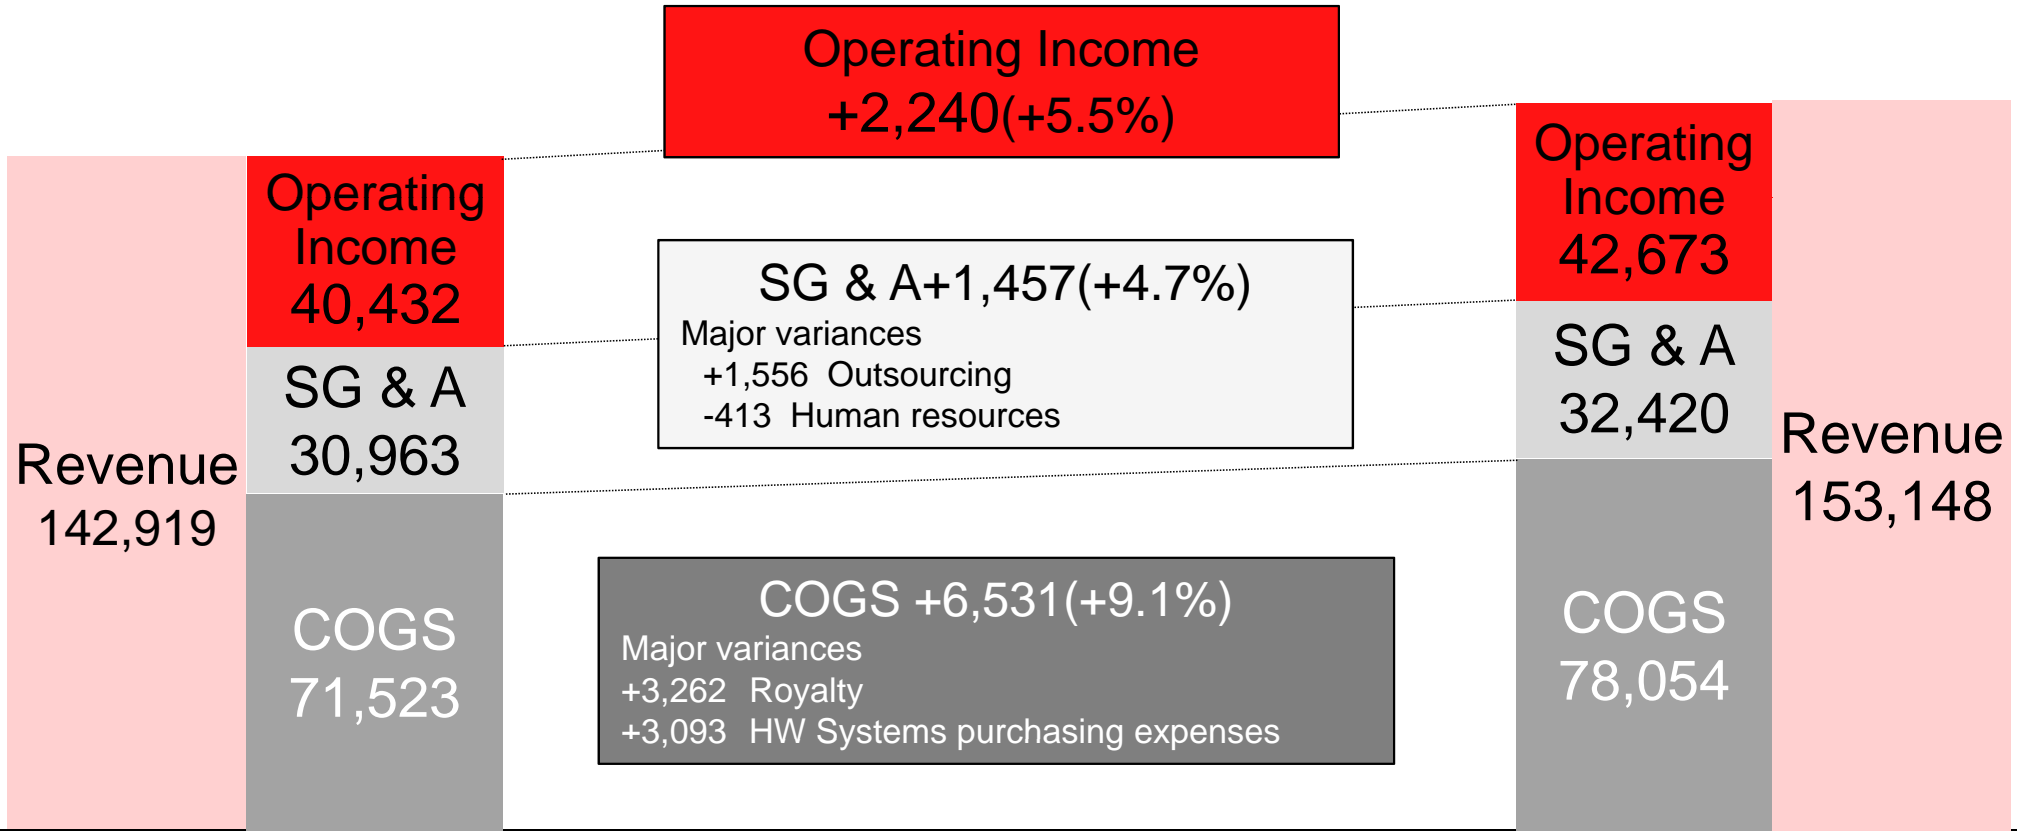 Operating Income
+2,240(+5.5%)
Operating
Income
40,432
SG & A
30,963
Revenue
142,919
COGS
71,523
SG & A+1,457(+4.7%)
Major variances
+1,556 Outsourcing
-413 Human resources
COGS +6,531(+9.1%)
Major variances
+3,262 Royalty
+3,093 HW Systems purchasing expenses
Operating
Income
42,673
SG & A
32,420
COGS
78,054
Revenue
153,148